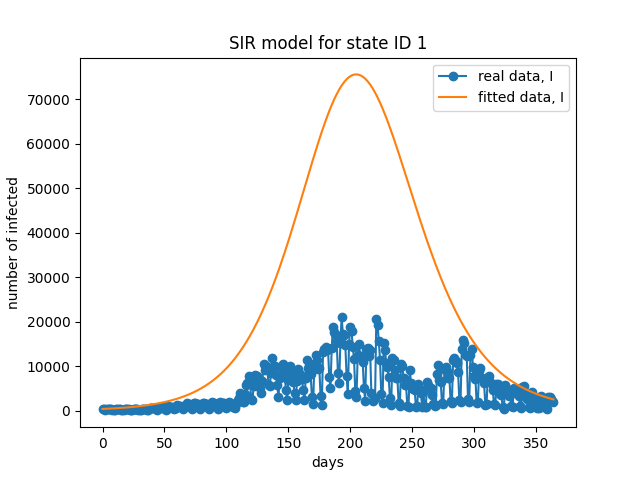 SIR model for state ID 1
real data, I
fitted data, I
number of infected
70000
60000
50000
40000
30000
20000
10000
0
0 50 100 150 200 250 300 350
days